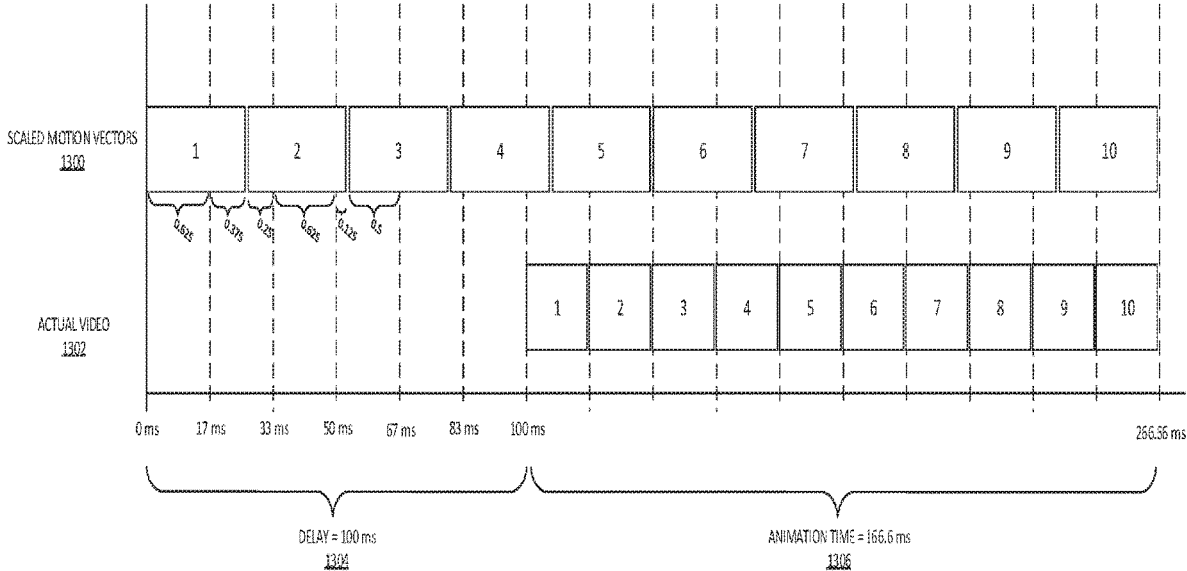 SCALED MOTION VECTORS
1300
1 2 3 4 5 6 7 8 9 10
0.625 0.375 0.25 0.625 0.125 0.5
ACTUAL VIDEO
1302
1 2 3 4 5 6 7 8 9 10
0 ms 17 ms 33 ms 50 ms 67 ms 83 ms 100 ms 266.66 ms
DELAY = 100 ms
1304
ANIMATION TIME = 166.6 ms
1306